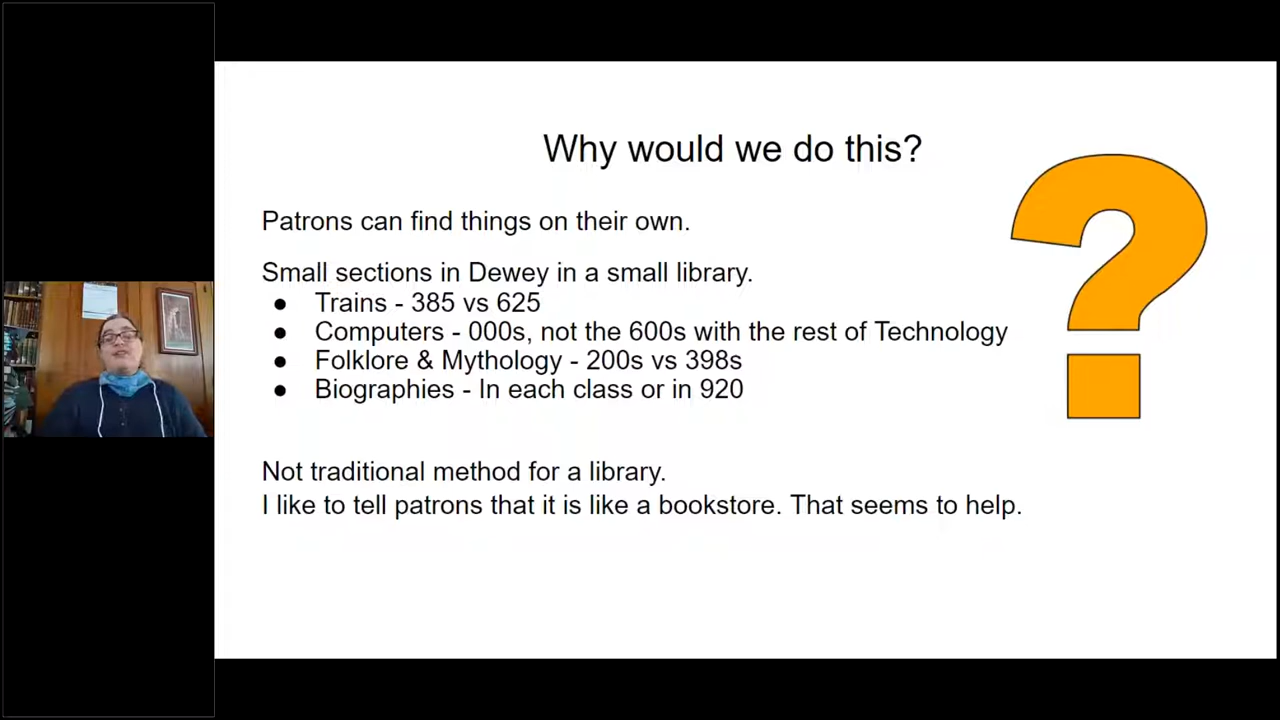 Why would we do this?
Patrons can find things on their own.
Small sections in Dewey in a small library.
● Trains - 385 vs 625
● Computers - 000s, not the 600s with the rest of Technology
● Folklore & Mythology - 200s vs 398s
● Biographies - In each class or in 920
Not traditional method for a library.
I like to tell patrons that it is like a bookstore. That seems to help.
?